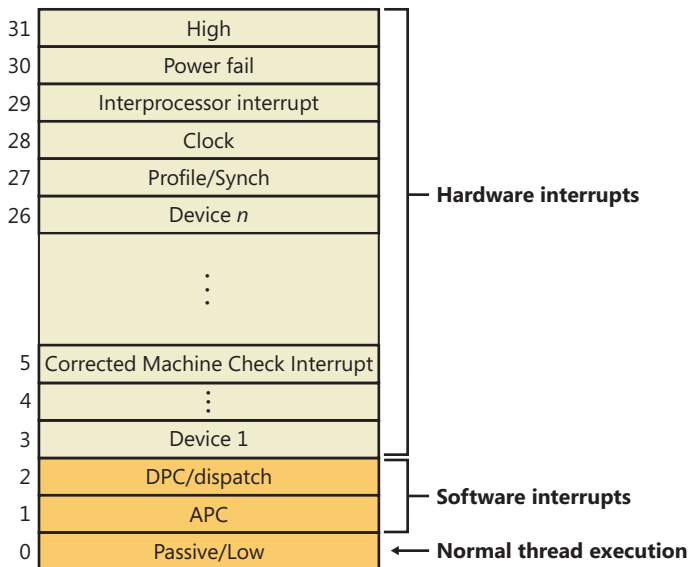 31 High
30 Power fail
29 Interprocessor interrupt
28 Clock
27 Profile/Synch
26 Device n
Hardware interrupts
⋮
5 Corrected Machine Check Interrupt
4 ⋮
3 Device 1
2 DPC/dispatch
Software interrupts
1 APC
0 Passive/Low
Normal thread execution